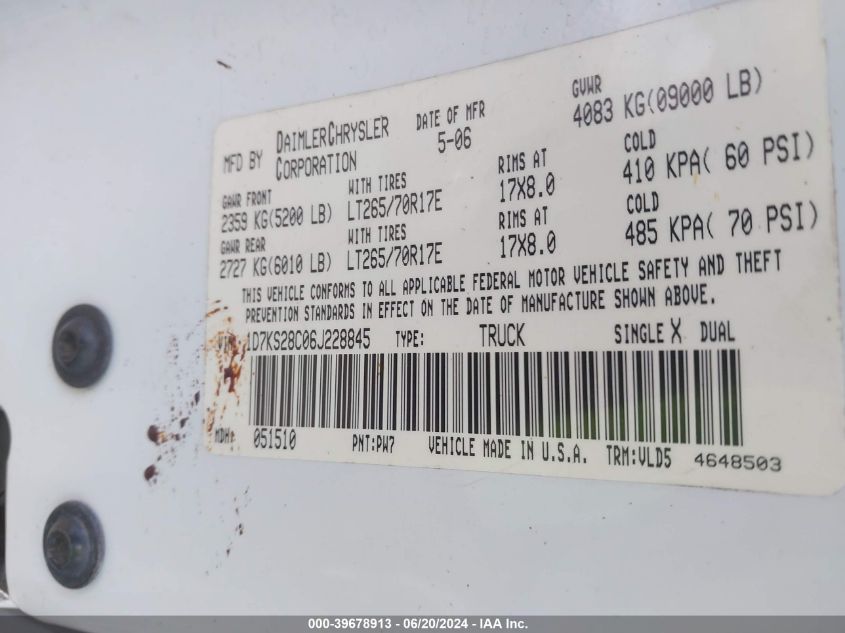 MFD BY DAIMLERCHRYSLER CORPORATION DATE OF MFR 5-06 GVWR 4083 KG(09000 LB)
GAWR FRONT WITH TIRES RIMS AT COLD
2359 KG(5200 LB) LT265/70R17E 17X8.0 410 KPA( 60 PSI)
GAWR REAR WITH TIRES RIMS AT COLD
2727 KG(6010 LB) LT265/70R17E 17X8.0 485 KPA( 70 PSI)
THIS VEHICLE CONFORMS TO ALL APPLICABLE FEDERAL MOTOR VEHICLE SAFETY AND THEFT
PREVENTION STANDARDS IN EFFECT ON THE DATE OF MANUFACTURE SHOWN ABOVE.
VIN: 1D7KS28C06J228845 TYPE: TRUCK SINGLE X DUAL
MDH: 051510 PNT:PW7 VEHICLE MADE IN U.S.A. TRM:VLD5 4648503
000-39678913 - 06/20/2024 - IAA Inc.